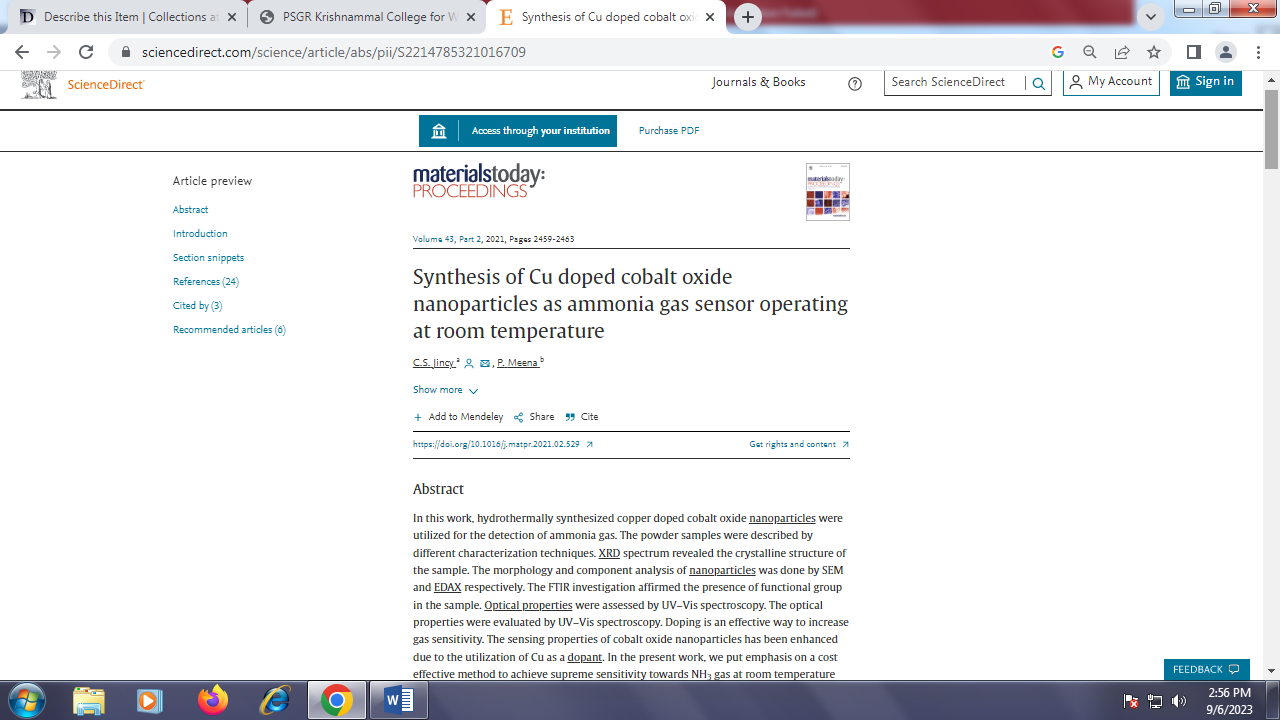 Describe this Item | Collections at
PSGR Krishnammal College for W
Synthesis of Cu doped cobalt oxi
sciencedirect.com/science/article/abs/pii/S2214785321016709
ScienceDirect
Journals & Books
Search ScienceDirect
My Account
Sign in
Access through your institution
Purchase PDF
Article preview
Abstract
Introduction
Section snippets
References (24)
Cited by (3)
Recommended articles (6)
materialstoday:
PROCEEDINGS
Volume 43, Part 2, 2021, Pages 2459-2463
Synthesis of Cu doped cobalt oxide
nanoparticles as ammonia gas sensor operating
at room temperature
C.S. Jincy a, P. Meena b
Show more
Add to Mendeley Share Cite
https://doi.org/10.1016/j.matpr.2021.02.529
Get rights and content
Abstract
In this work, hydrothermally synthesized copper doped cobalt oxide nanoparticles were
utilized for the detection of ammonia gas. The powder samples were described by
different characterization techniques. XRD spectrum revealed the crystalline structure of
the sample. The morphology and component analysis of nanoparticles was done by SEM
and EDAX respectively. The FTIR investigation affirmed the presence of functional group
in the sample. Optical properties were assessed by UV–Vis spectroscopy. The optical
properties were evaluated by UV–Vis spectroscopy. Doping is an effective way to increase
gas sensitivity. The sensing properties of cobalt oxide nanoparticles has been enhanced
due to the utilization of Cu as a dopant. In the present work, we put emphasis on a cost
effective method to achieve supreme sensitivity towards NH3 gas at room temperature
FEEDBACK
2:56 PM
9/6/2023